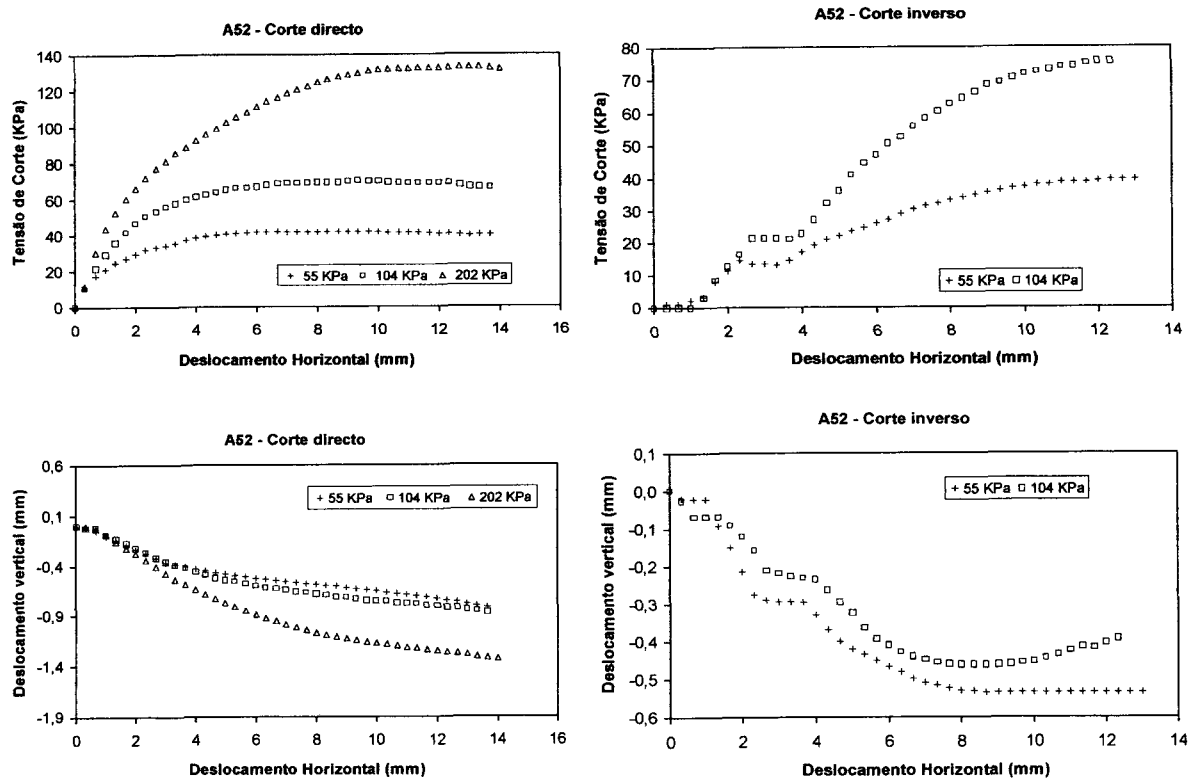 A52 - Corte directo
Tensão de Corte (KPa)
140
120
100
80
60
40
20
0
+ 55 KPa □ 104 KPa △ 202 KPa
0 2 4 6 8 10 12 14 16
Deslocamento Horizontal (mm)
A52 - Corte inverso
Tensão de Corte (KPa)
80
70
60
50
40
30
20
10
0
+ 55 KPa □ 104 KPa
0 2 4 6 8 10 12 14
Deslocamento Horizontal (mm)
A52 - Corte directo
Deslocamento vertical (mm)
0,6
0,1
-0,4
-0,9
-1,4
-1,9
+ 55 KPa □ 104 KPa △ 202 KPa
0 2 4 6 8 10 12 14 16
Deslocamento Horizontal (mm)
A52 - Corte inverso
Deslocamento vertical (mm)
0,1
0,0
-0,1
-0,2
-0,3
-0,4
-0,5
-0,6
+ 55 KPa □ 104 KPa
0 2 4 6 8 10 12 14
Deslocamento Horizontal (mm)